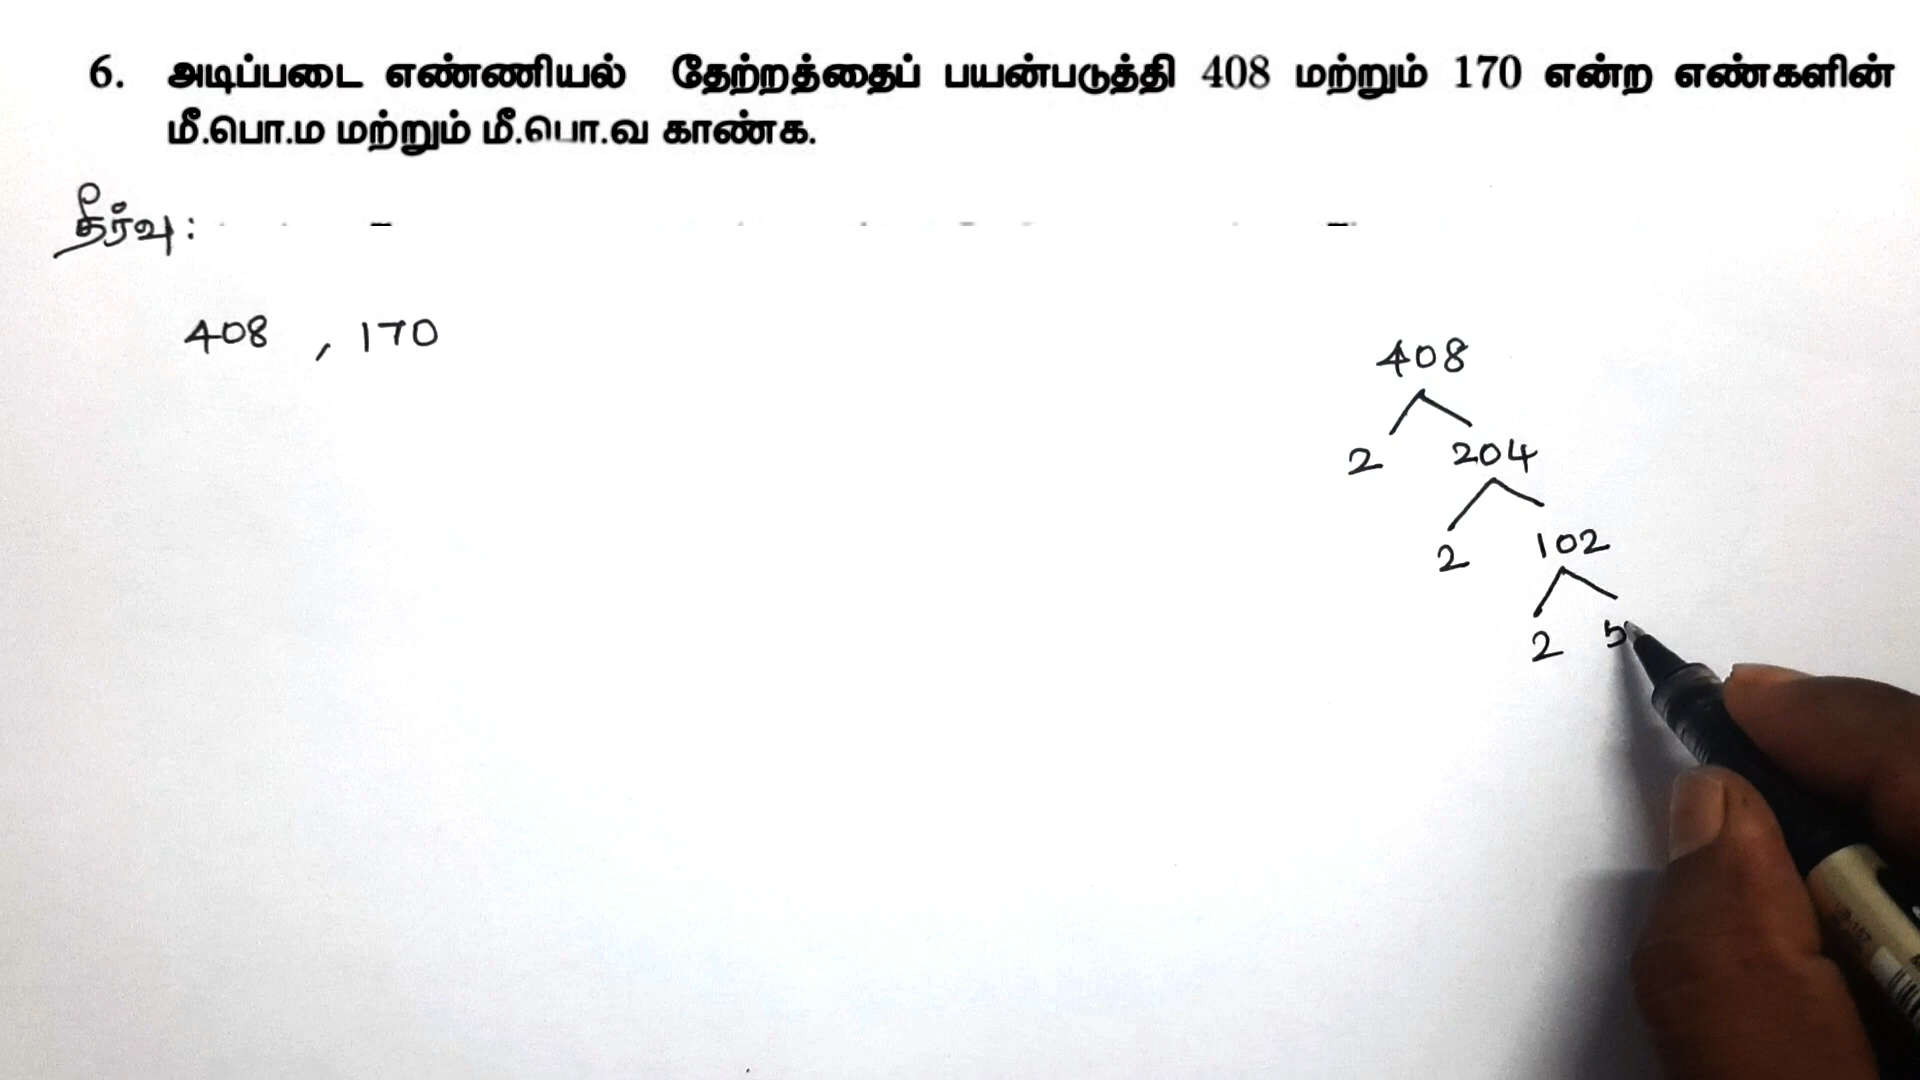 6. அடிப்படை எண்ணியல் தேற்றத்தைப் பயன்படுத்தி 408 மற்றும் 170 என்ற எண்களின்
மீ.பொ.ம மற்றும் மீ.பொ.வ காண்க.
தீர்வு:
408 , 170
408
2 204
2 102
2 5